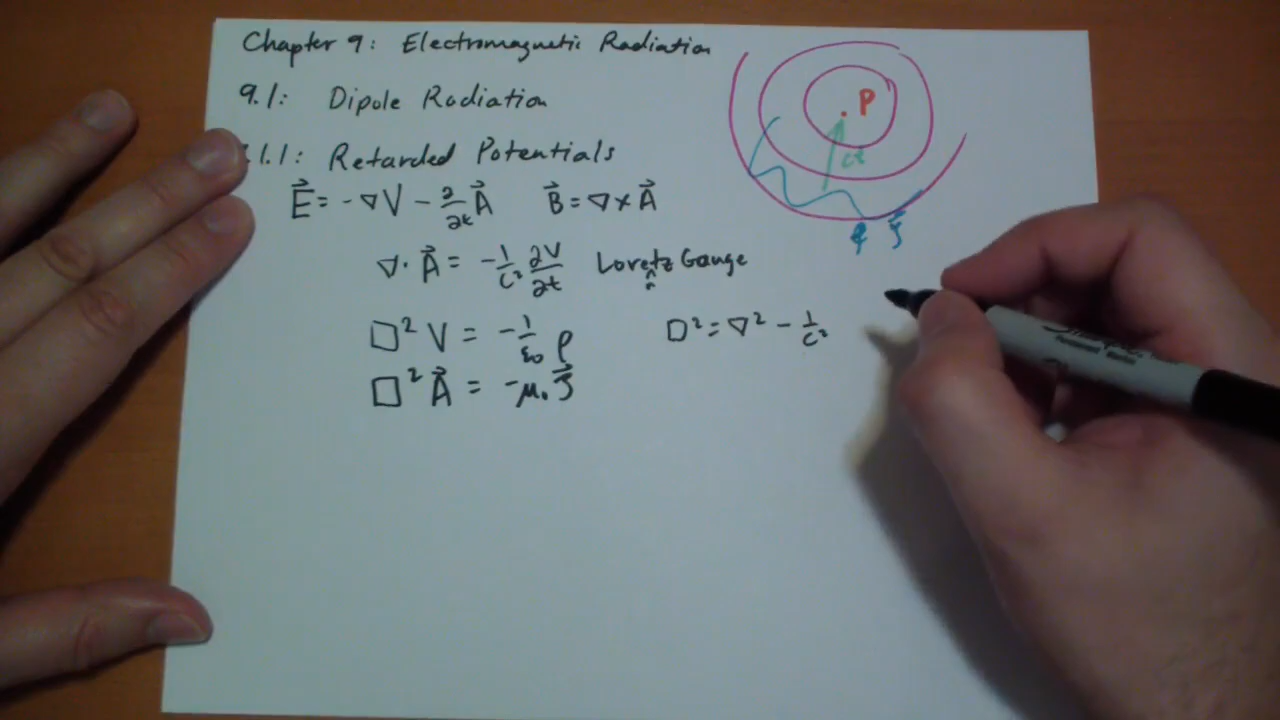 Chapter 9: Electromagnetic Radiation
9.1: Dipole Radiation
.1.1: Retarded Potentials
P
ct
E⃗ = -∇V - ∂/∂t A⃗    B⃗ = ∇×A⃗
∇·A⃗ = -1/c² ∂V/∂t    Loretz Gauge
^
n
□²V = -1/ε₀ ρ    □² = ∇² - 1/c²
□²A⃗ = -μ₀ J⃗